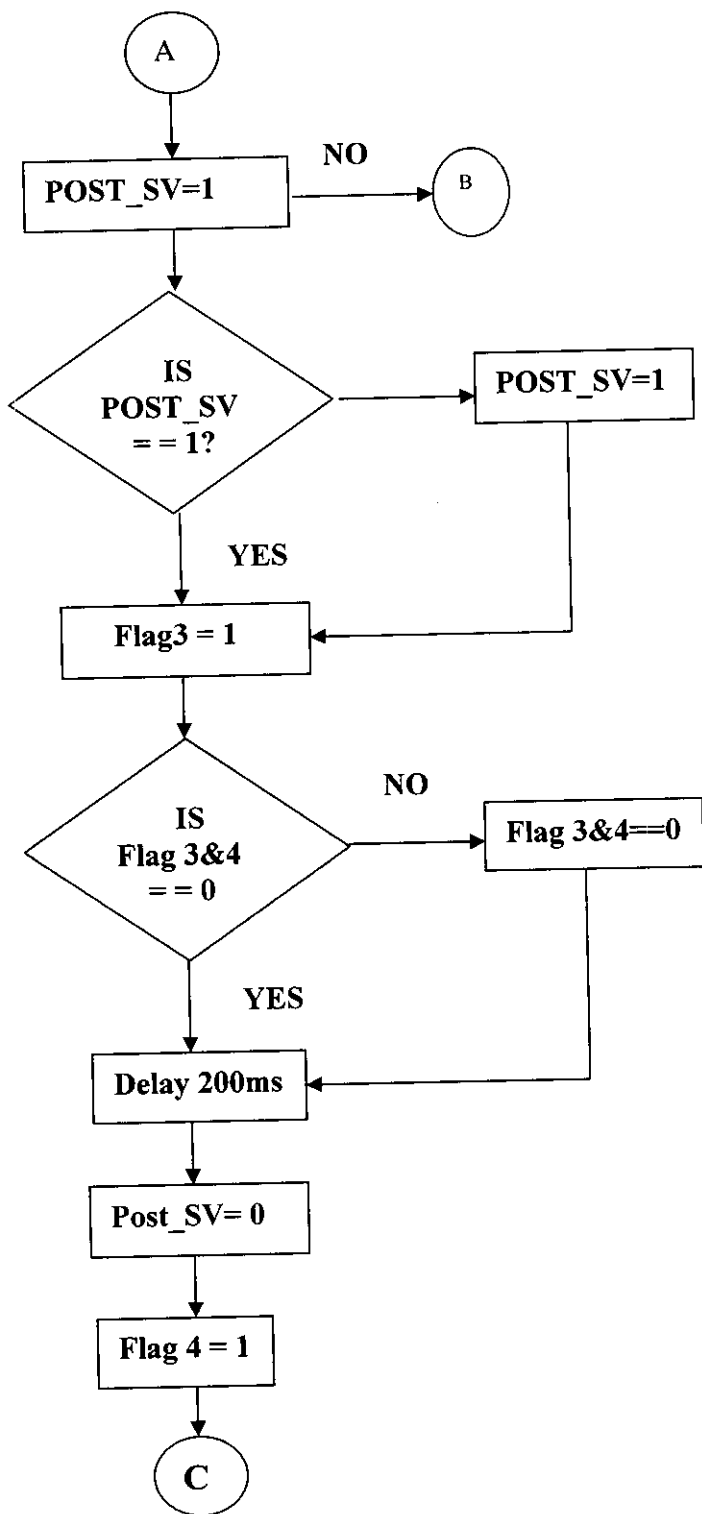 A
NO
POST_SV=1
B
IS
POST_SV
= = 1?
POST_SV=1
YES
Flag3 = 1
NO
IS
Flag 3&4
= = 0
Flag 3&4==0
YES
Delay 200ms
Post_SV= 0
Flag 4 = 1
C